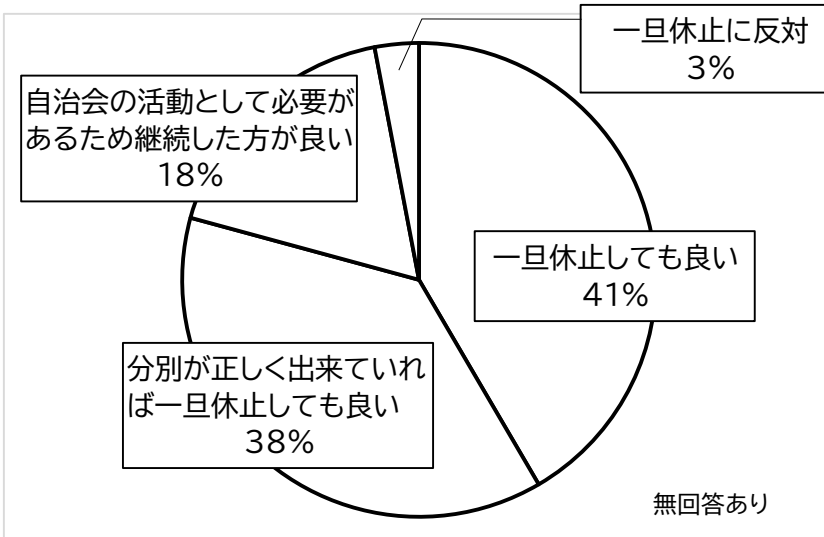 一旦休止に反対
3%
自治会の活動として必要が
あるため継続した方が良い
18%
一旦休止しても良い
41%
分別が正しく出来ていれ
ば一旦休止しても良い
38%
無回答あり